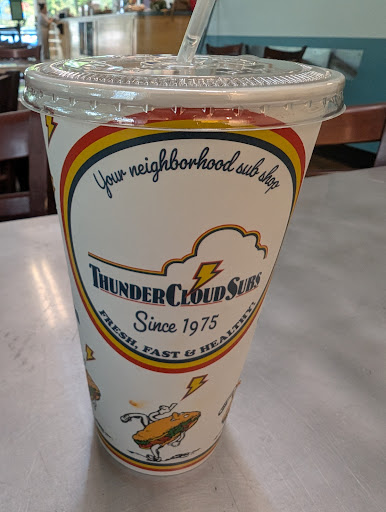 Your neighborhood sub shop
THUNDERCLOUD SUBS
Since 1975
FRESH, FAST & HEALTHY!